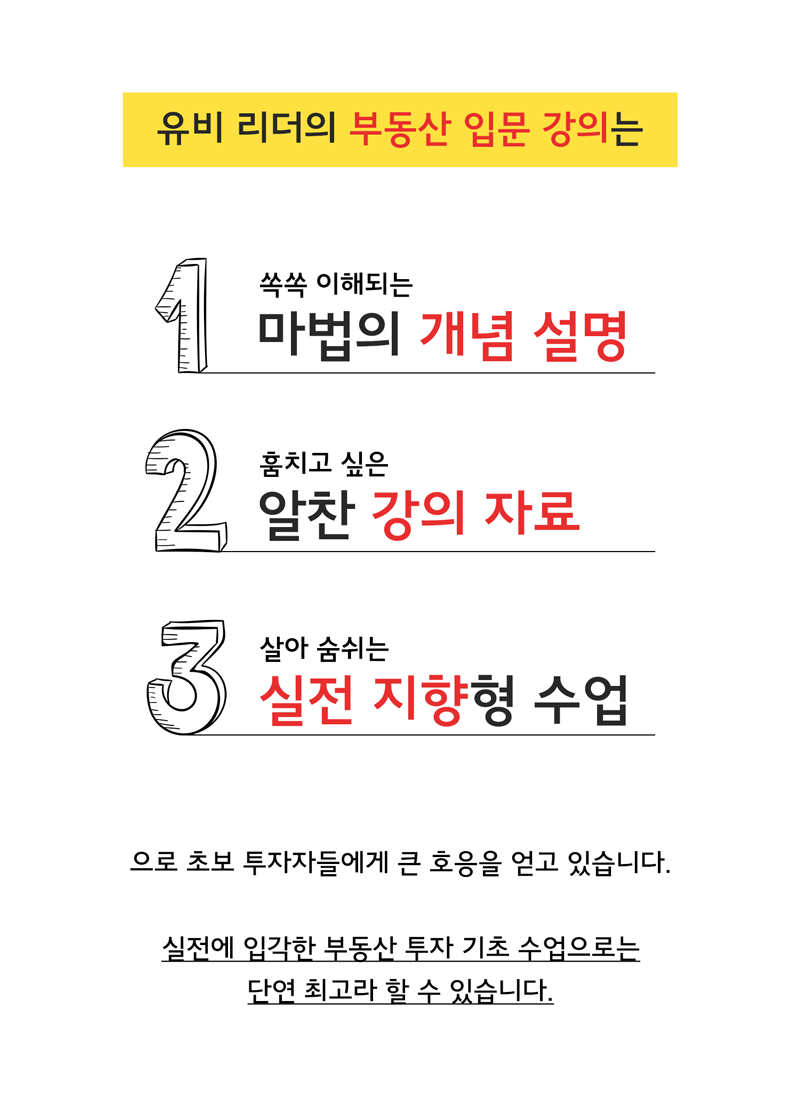 유비 리더의 부동산 입문 강의는
1
쏙쏙 이해되는
마법의 개념 설명
2
훔치고 싶은
알찬 강의 자료
3
살아 숨쉬는
실전 지향형 수업
으로 초보 투자자들에게 큰 호응을 얻고 있습니다.
실전에 입각한 부동산 투자 기초 수업으로는
단연 최고라 할 수 있습니다.